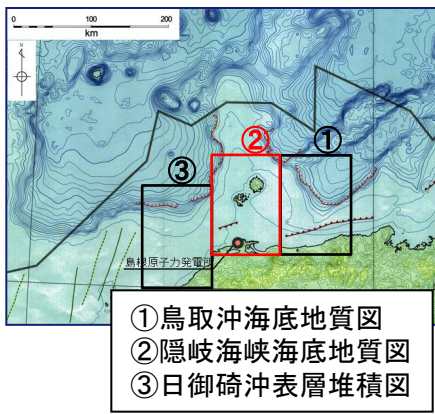 0 100 200
km
N
②
①
③
島根原子力発電所
①鳥取沖海底地質図
②隠岐海峡海底地質図
③日御碕沖表層堆積図